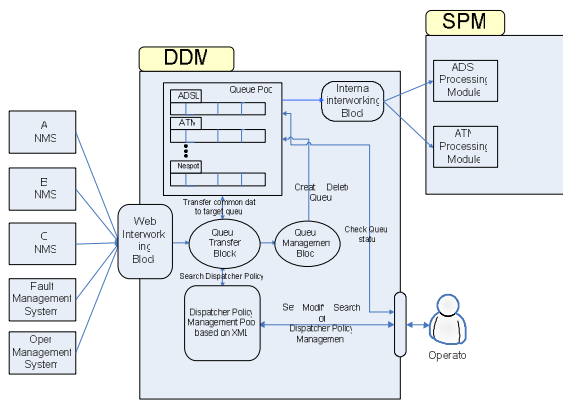 SPM
DDM
Queue Poo
ADSL
ATM
Nespot
Interna
interworking
Block
ADS
Processing
Module
ATM
Processing
Module
A
NMS
B
NMS
C
NMS
Fault
Management
System
Oper
Management
System
Web
Interwork
ing
Block
Transfer common dat
to target queu
Queu
Transfer
Block
Creat Delete
Queu
Queu
Management
Bloc
Check Queu
statu
Search Dispatcher Policy
Dispatcher Policy
Management Poo
based on XML
Se Modif Search
of
Dispatcher Policy
Managemen
Operato